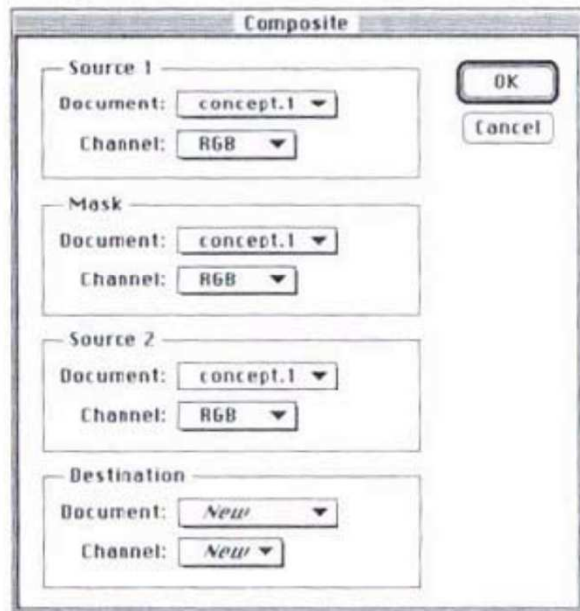 Composite
Source 1
Document: concept.1
Channel: RGB
Mask
Document: concept.1
Channel: RGB
Source 2
Document: concept.1
Channel: RGB
Destination
Document: New
Channel: New
OK
Cancel